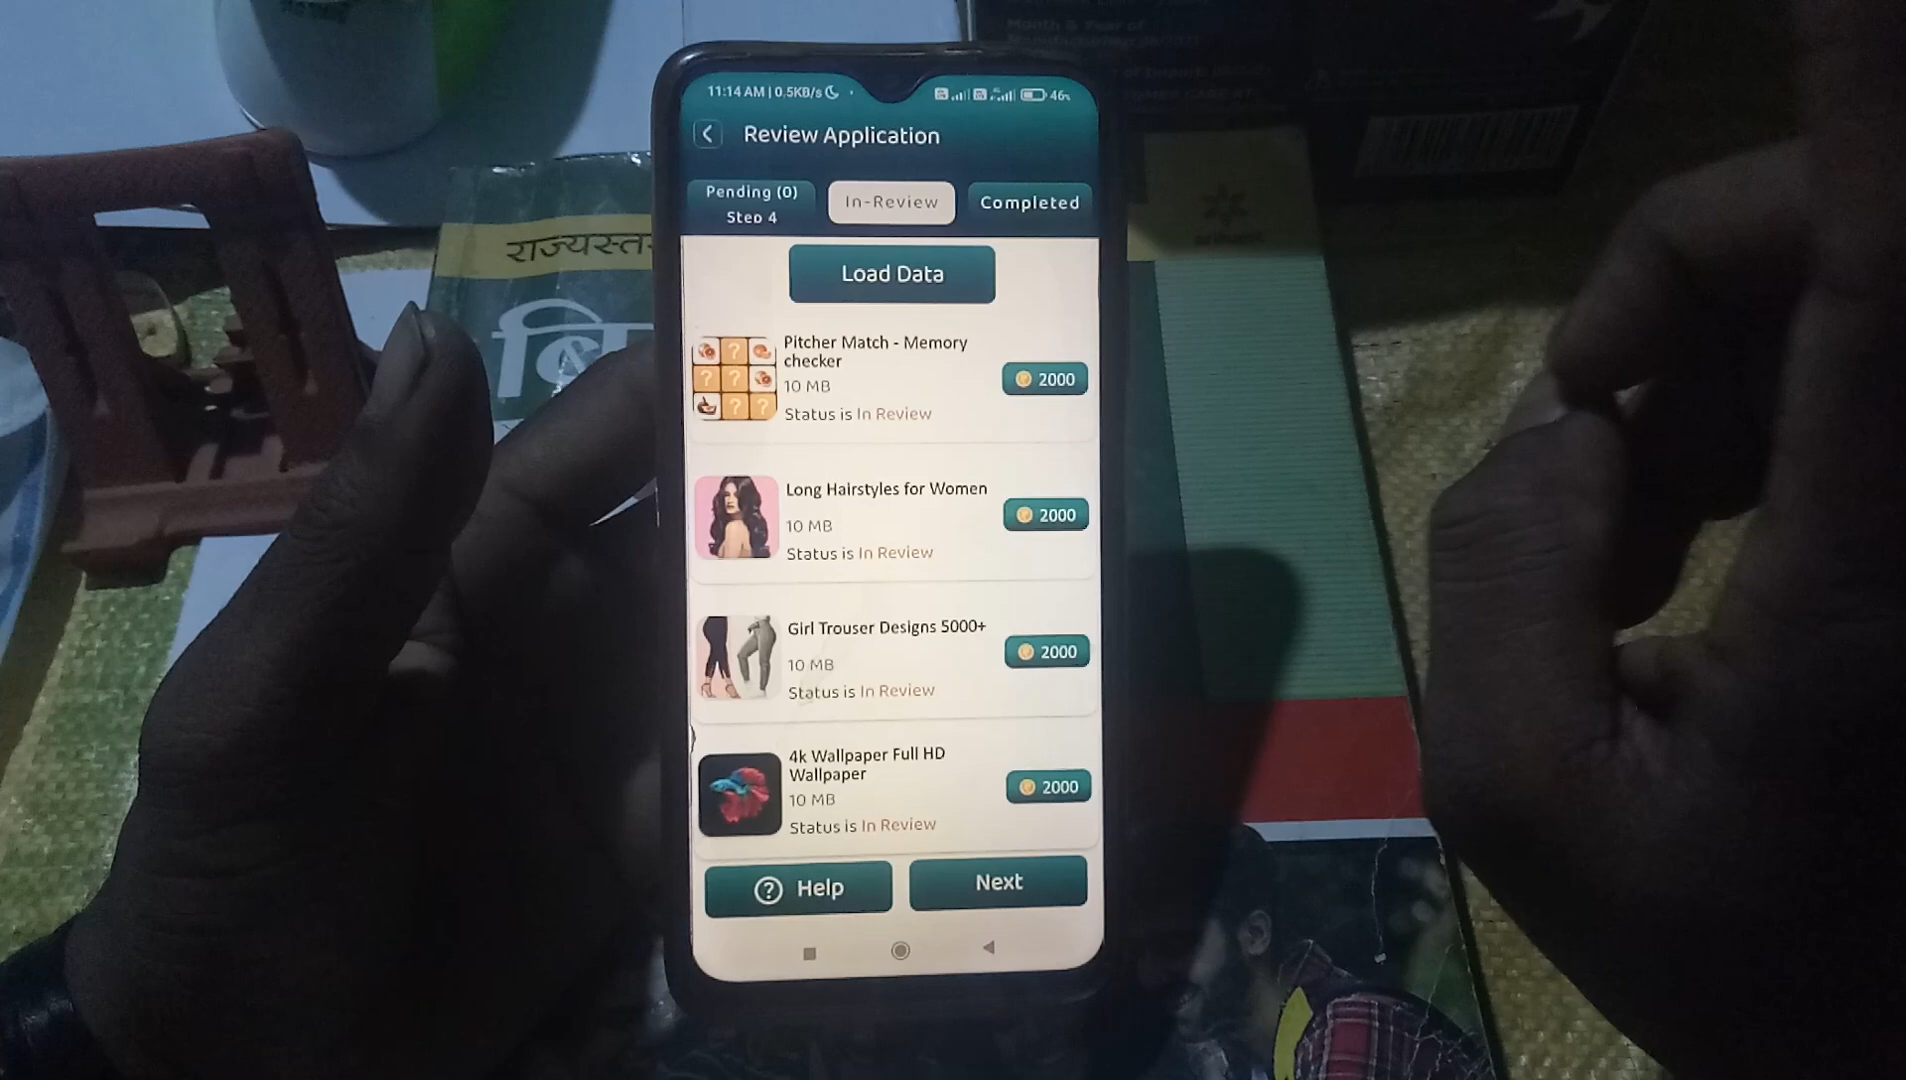 Month & Year of
11:14 AM | 0.5KB/s
46%
Review Application
Pending (0)
Step 4
In-Review
Completed
राज्यस्त
बि
Load Data
Pitcher Match - Memory
checker
10 MB
2000
Status is In Review
Long Hairstyles for Women
10 MB
2000
Status is In Review
Girl Trouser Designs 5000+
10 MB
2000
Status is In Review
4k Wallpaper Full HD
Wallpaper
10 MB
2000
Status is In Review
? Help
Next